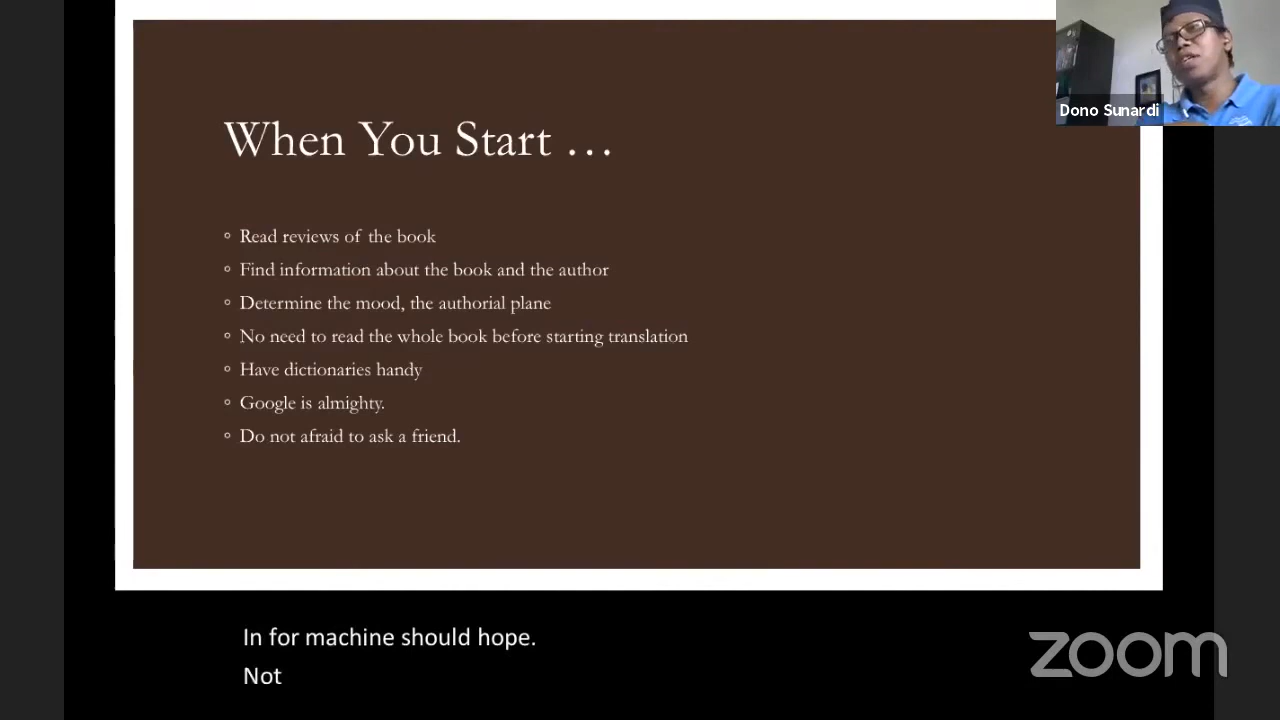 When You Start …
Read reviews of the book
Find information about the book and the author
Determine the mood, the authorial plane
No need to read the whole book before starting translation
Have dictionaries handy
Google is almighty.
Do not afraid to ask a friend.
Dono Sunardi
In for machine should hope.
Not
zoom